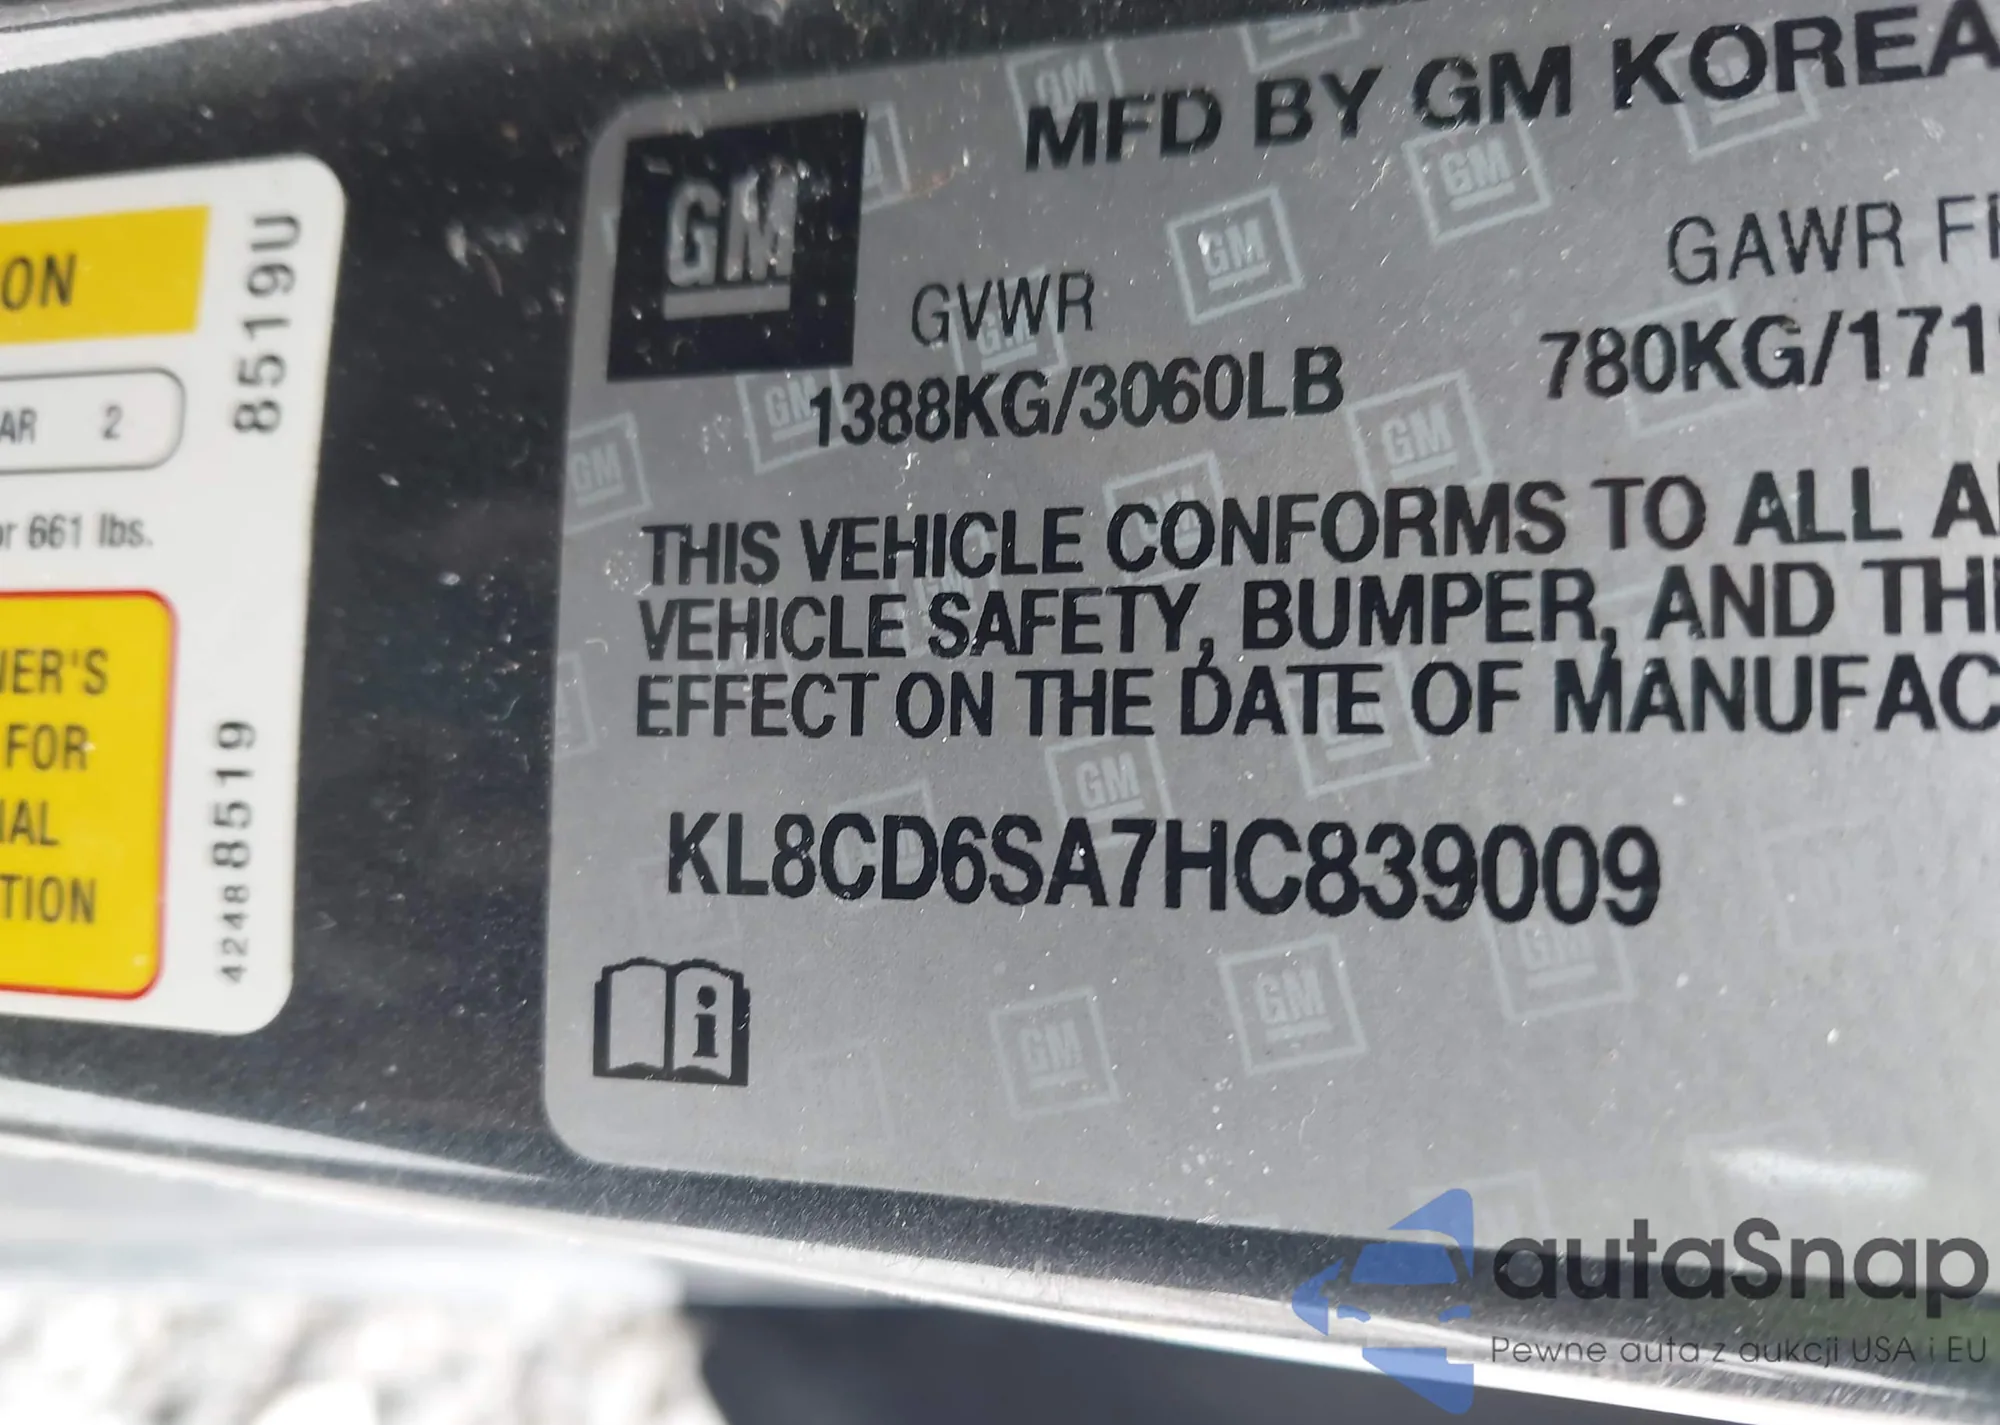 ON
AR 2
or 661 lbs.
NER'S
FOR
IAL
TION
8519U
42488519
GM
MFD BY GM KOREA
GVWR
1388KG/3060LB
GAWR FR
780KG/171
THIS VEHICLE CONFORMS TO ALL A
VEHICLE SAFETY, BUMPER, AND TH
EFFECT ON THE DATE OF MANUFAC
KL8CD6SA7HC839009
i
autaSnap
Pewne auta z aukcji USA i EU